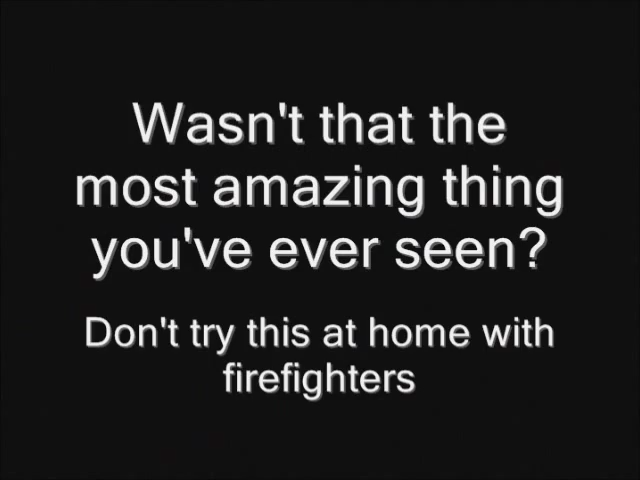 Wasn't that the
most amazing thing
you've ever seen?
Don't try this at home with
firefighters